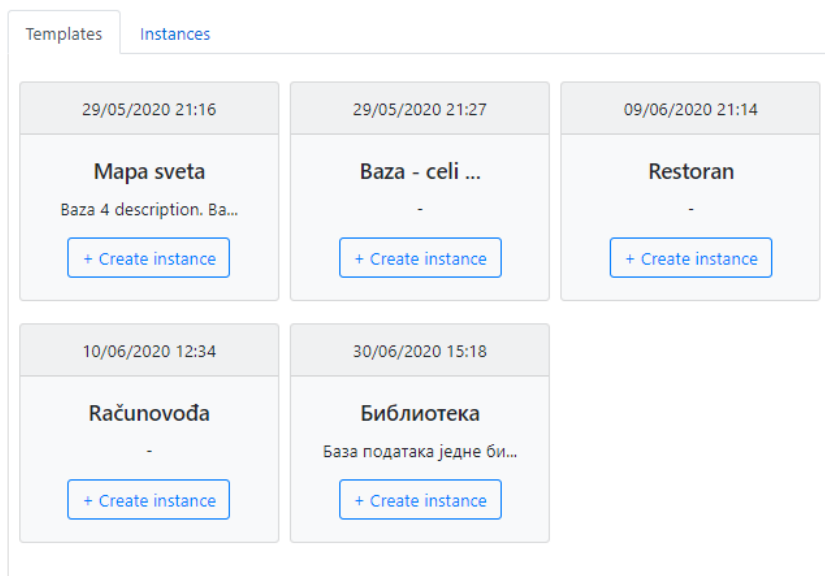 Templates Instances
29/05/2020 21:16 29/05/2020 21:27 09/06/2020 21:14
Mapa sveta Baza - celi ... Restoran
Baza 4 description. Ba... - -
+ Create instance + Create instance + Create instance
10/06/2020 12:34 30/06/2020 15:18
Računovođa Библиотека
- База података једне би...
+ Create instance + Create instance